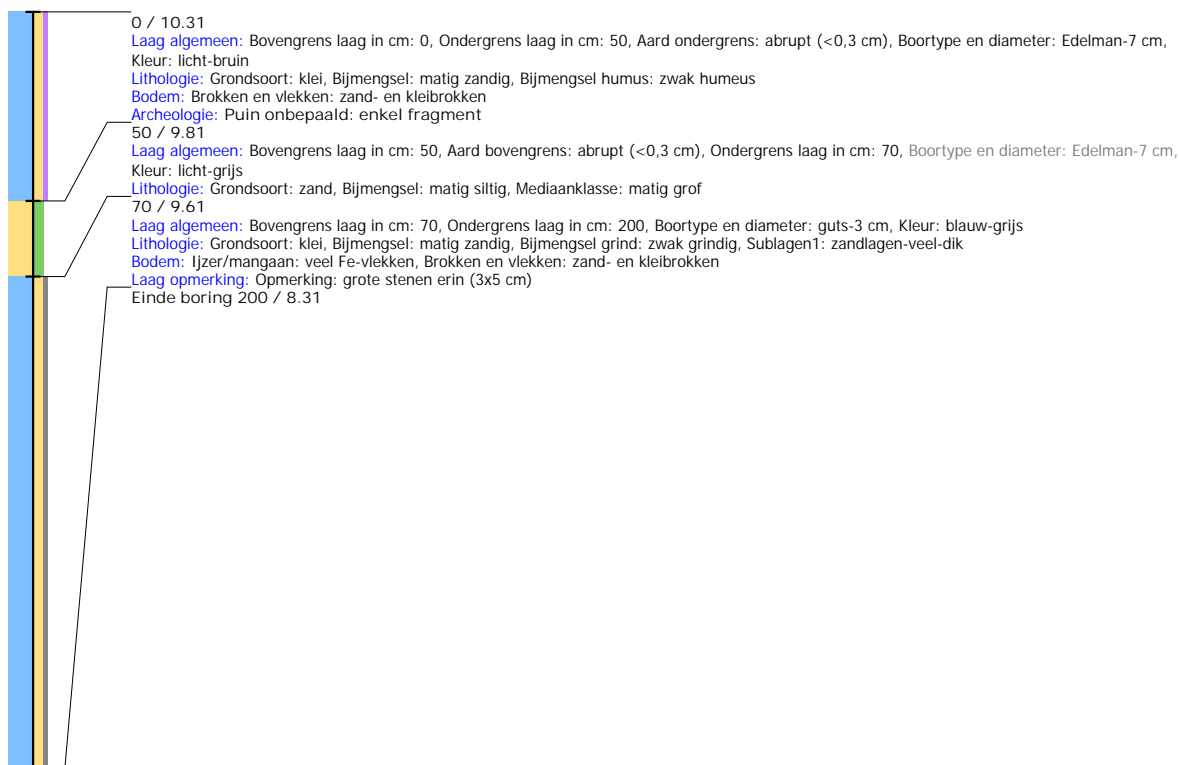 0 / 10.31
Laag algemeen: Bovengrens laag in cm: 0, Ondergrens laag in cm: 50, Aard ondergrens: abrupt (<0,3 cm), Boortype en diameter: Edelman-7 cm,
Kleur: licht-bruin
Lithologie: Grondsoort: klei, Bijmengsel: matig zandig, Bijmengsel humus: zwak humeus
Bodem: Brokken en vlekken: zand- en kleibrokken
Archeologie: Puin onbepaald: enkel fragment
50 / 9.81
Laag algemeen: Bovengrens laag in cm: 50, Aard bovengrens: abrupt (<0,3 cm), Ondergrens laag in cm: 70, Boortype en diameter: Edelman-7 cm,
Kleur: licht-grijs
Lithologie: Grondsoort: zand, Bijmengsel: matig siltig, Mediaanklasse: matig grof
70 / 9.61
Laag algemeen: Bovengrens laag in cm: 70, Ondergrens laag in cm: 200, Boortype en diameter: guts-3 cm, Kleur: blauw-grijs
Lithologie: Grondsoort: klei, Bijmengsel: matig zandig, Bijmengsel grind: zwak grindig, Sublagen1: zandlagen-veel-dik
Bodem: Ijzer/mangaan: veel Fe-vlekken, Brokken en vlekken: zand- en kleibrokken
Laag opmerking: Opmerking: grote stenen erin (3x5 cm)
Einde boring 200 / 8.31